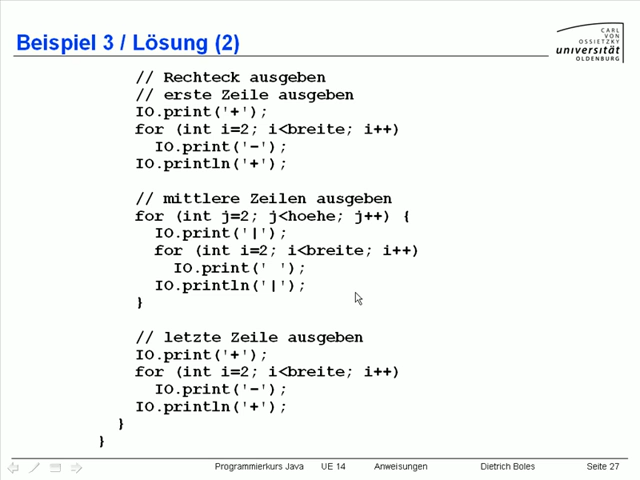 Beispiel 3 / Lösung (2)
CARL
VON
OSSIETZKY
universität
OLDENBURG
// Rechteck ausgeben
// erste Zeile ausgeben
IO.print('+');
for (int i=2; i<breite; i++)
IO.print('-');
IO.println('+');
// mittlere Zeilen ausgeben
for (int j=2; j<hoehe; j++) {
IO.print('|');
for (int i=2; i<breite; i++)
IO.print(' ');
IO.println('|');
}
// letzte Zeile ausgeben
IO.print('+');
for (int i=2; i<breite; i++)
IO.print('-');
IO.println('+');
}
}
Programmierkurs Java UE 14 Anweisungen Dietrich Boles Seite 27